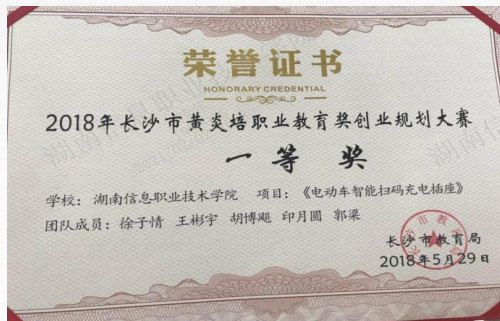 荣誉证书
HONORARY CREDENTIAL
2018年长沙市黄炎培职业教育奖创业规划大赛
一等奖
学校：湖南信息职业技术学院 项目：《电动车智能扫码充电插座》
团队成员：徐子情 王彬宇 胡博飓 印月圆 郭梁
长沙市教育局
2018年5月29日